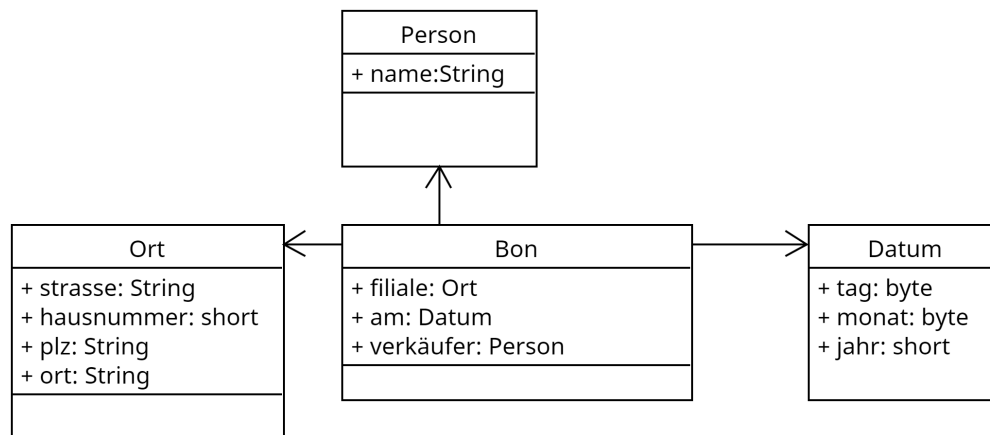 Person
+ name:String
Ort
+ strasse: String
+ hausnummer: short
+ plz: String
+ ort: String
Bon
+ filiale: Ort
+ am: Datum
+ verkäufer: Person
Datum
+ tag: byte
+ monat: byte
+ jahr: short